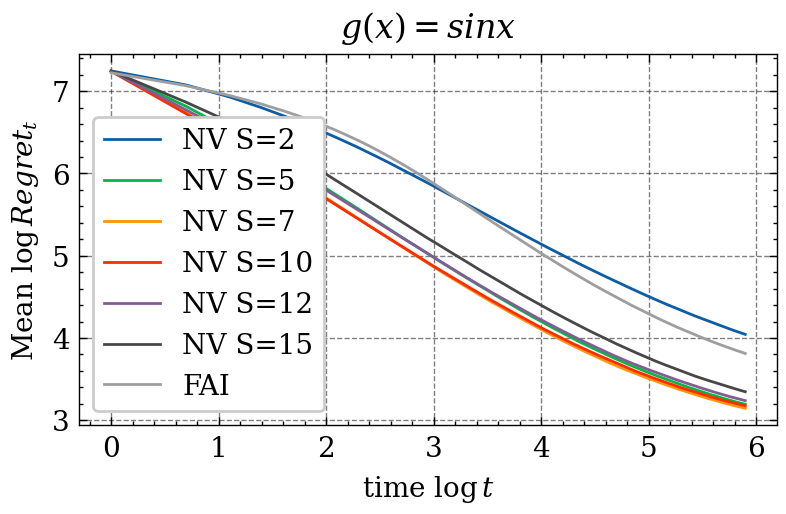 g(x) = sinx
Mean log Regret_t
7
6
5
4
3
NV S=2
NV S=5
NV S=7
NV S=10
NV S=12
NV S=15
FAI
0 1 2 3 4 5 6
time log t